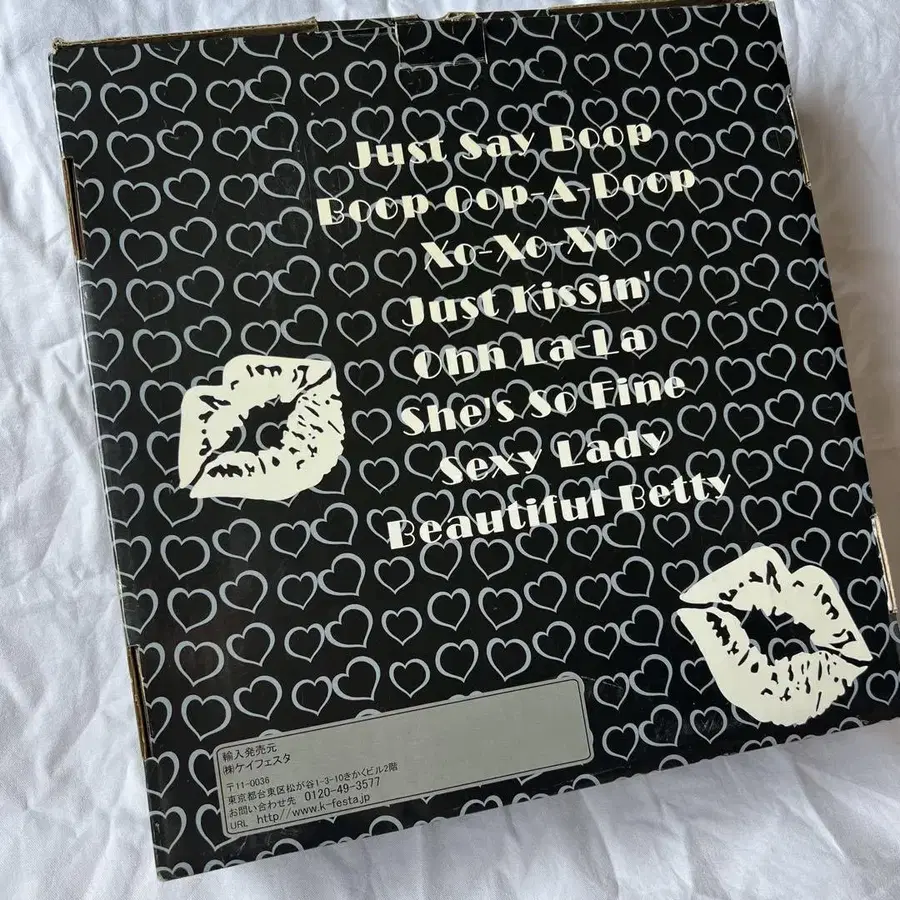 Just Say Boop
Boop Oop-A-Doop
Xo-Xo-Xo
Just Kissin'
Ohh La-La
She's So Fine
Sexy Lady
Beautiful Betty
輸入発売元
㈱ケイフェスタ
〒11-0036
東京都台東区松が谷1-3-10きかくビル2階
お問い合わせ先 0120-49-3577
URL http//www.k-festa.jp